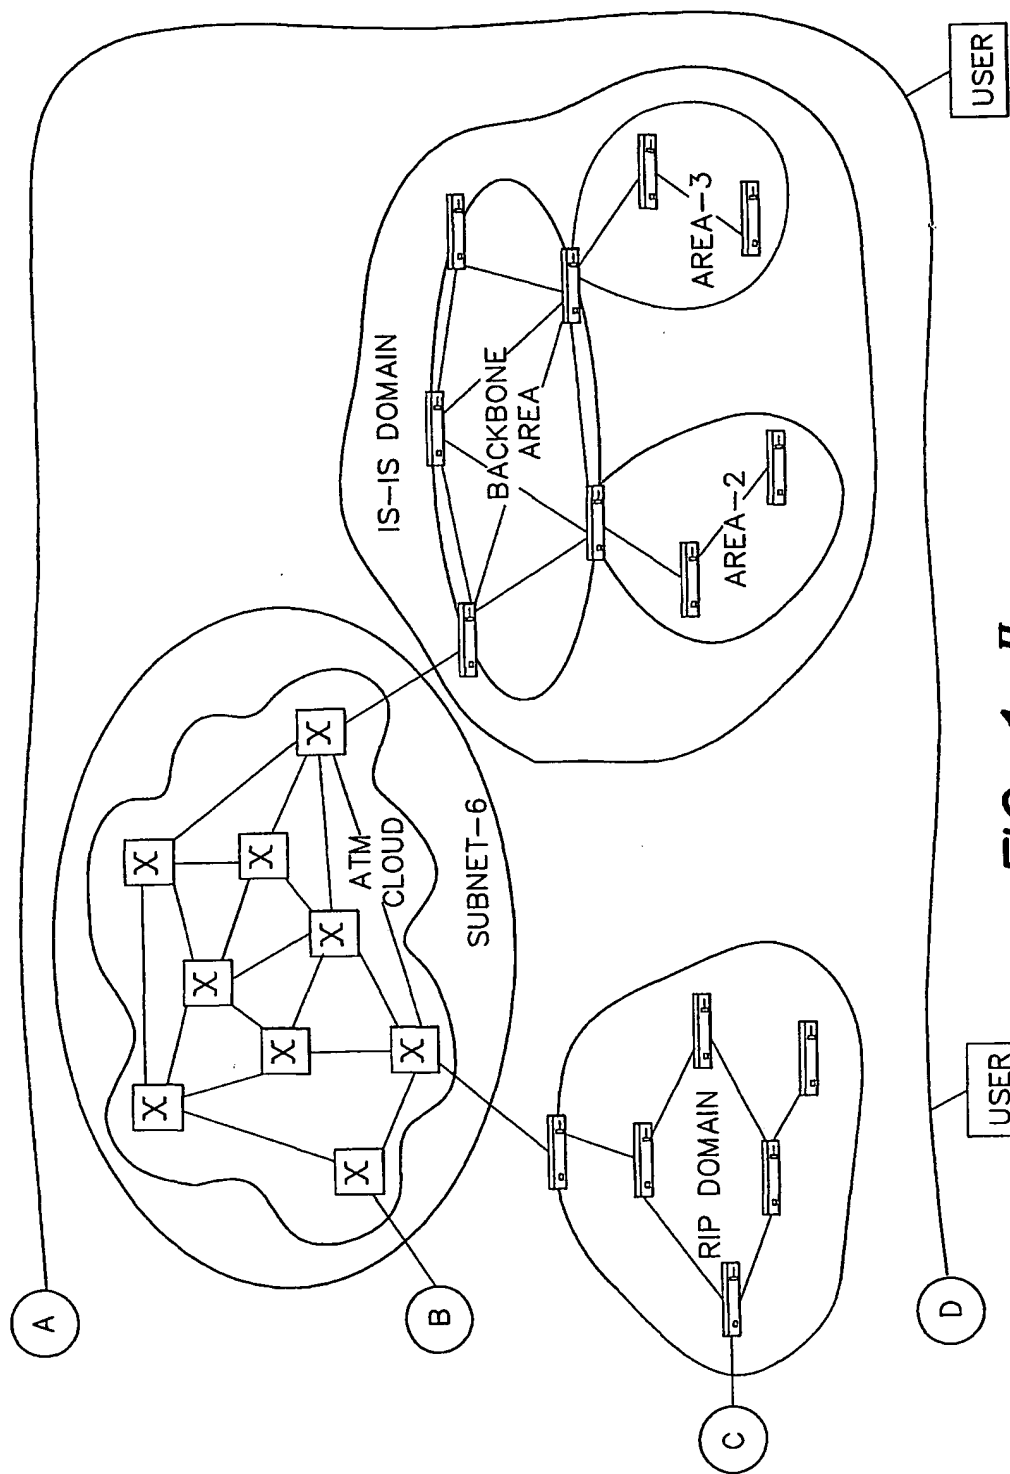 A
ATM
CLOUD
IS-IS DOMAIN
B
SUBNET-6
BACKBONE
AREA
RIP DOMAIN
AREA-3
C
AREA-2
D
USER
USER